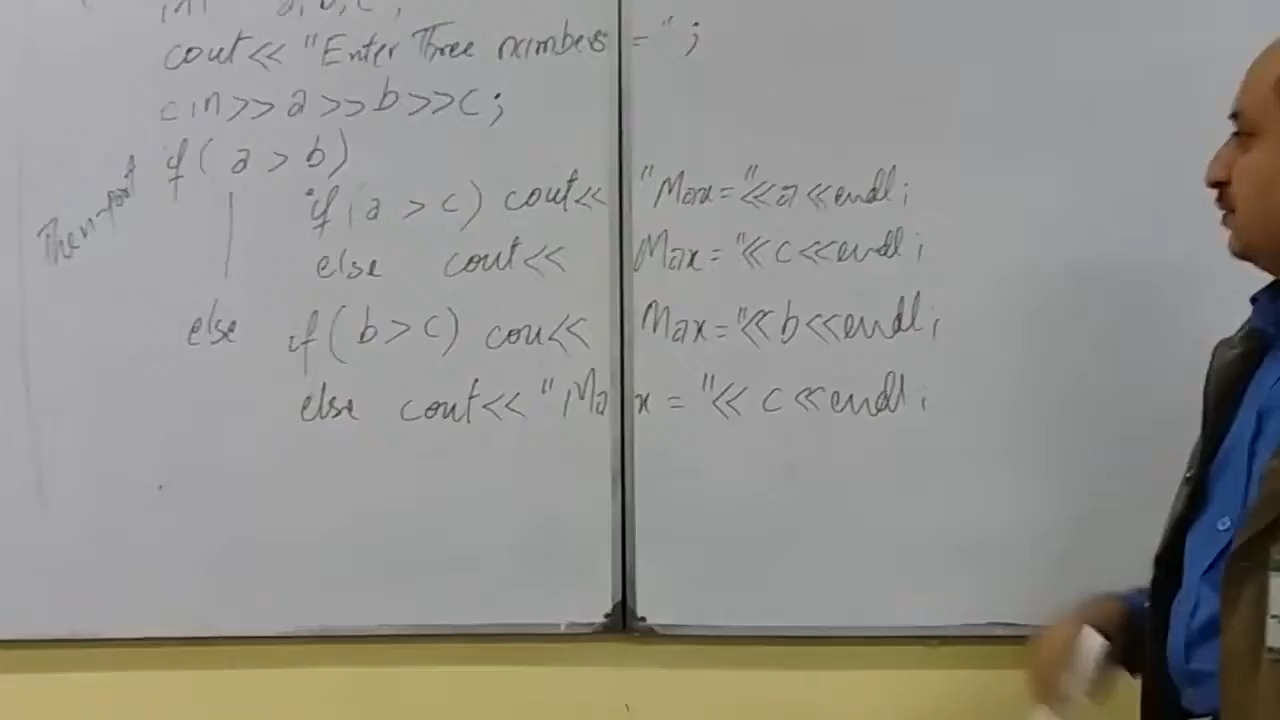 int a,b,c;
cout<< "Enter Three numbers = ";
cin>>a>>b>>c;
if( a > b)
Then-part
if(a > c) cout<< "Max="<<a<<endl;
else cout<< Max="<<c<<endl;
else if(b>c) cou<< Max="<<b<<endl;
else cout<<"Max = "<<c<<endl;